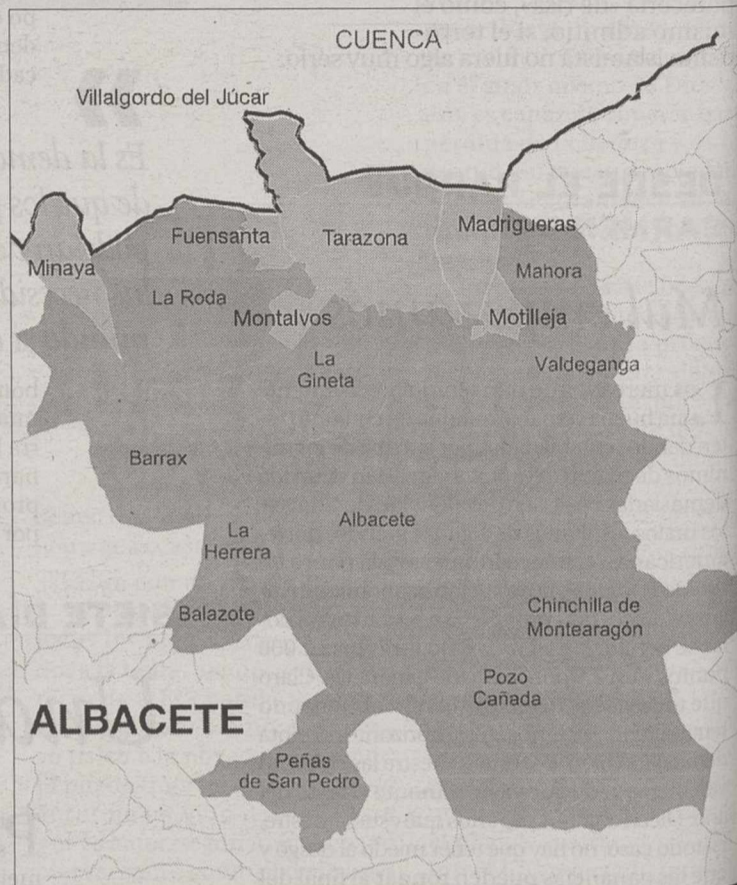 CUENCA
Villalgordo del Júcar
Fuensanta
Tarazona
Madrigueras
Minaya
Mahora
La Roda
Montalvos
Motilleja
La
Gineta
Valdeganga
Barrax
Albacete
La
Herrera
Balazote
Chinchilla de
Montearagón
Pozo
Cañada
ALBACETE
Peñas
de San Pedro